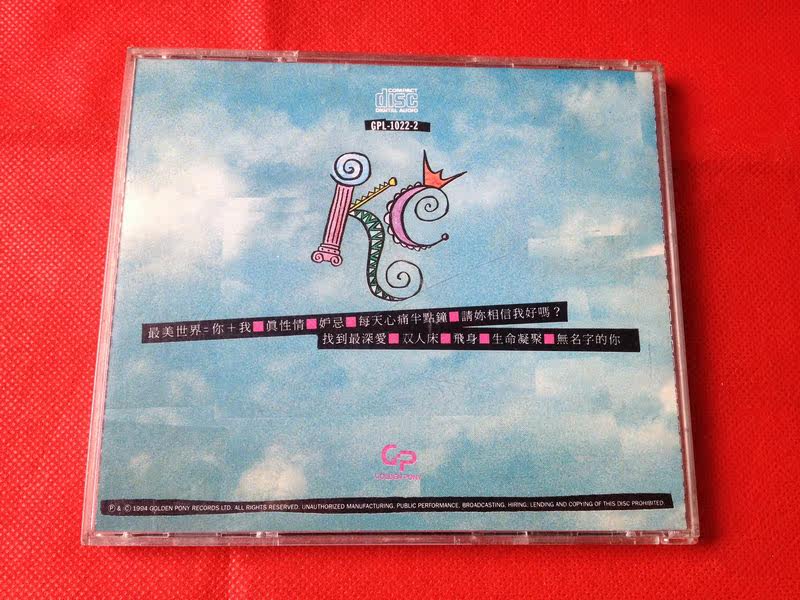 COMPACT
disc
DIGITAL AUDIO
GPL-1022-2
KC
最美世界=你+我■眞性情■妒忌■每天心痛半點鐘■請妳相信我好嗎?
找到最深愛■双人床■飛身■生命凝聚■無名字的你
GP
GOLDEN PONY
Ⓟ & © 1994 GOLDEN PONY RECORDS LTD. ALL RIGHTS RESERVED. UNAUTHORIZED MANUFACTURING, PUBLIC PERFORMANCE, BROADCASTING, HIRING, LENDING AND COPYING OF THIS DISC PROHIBITED